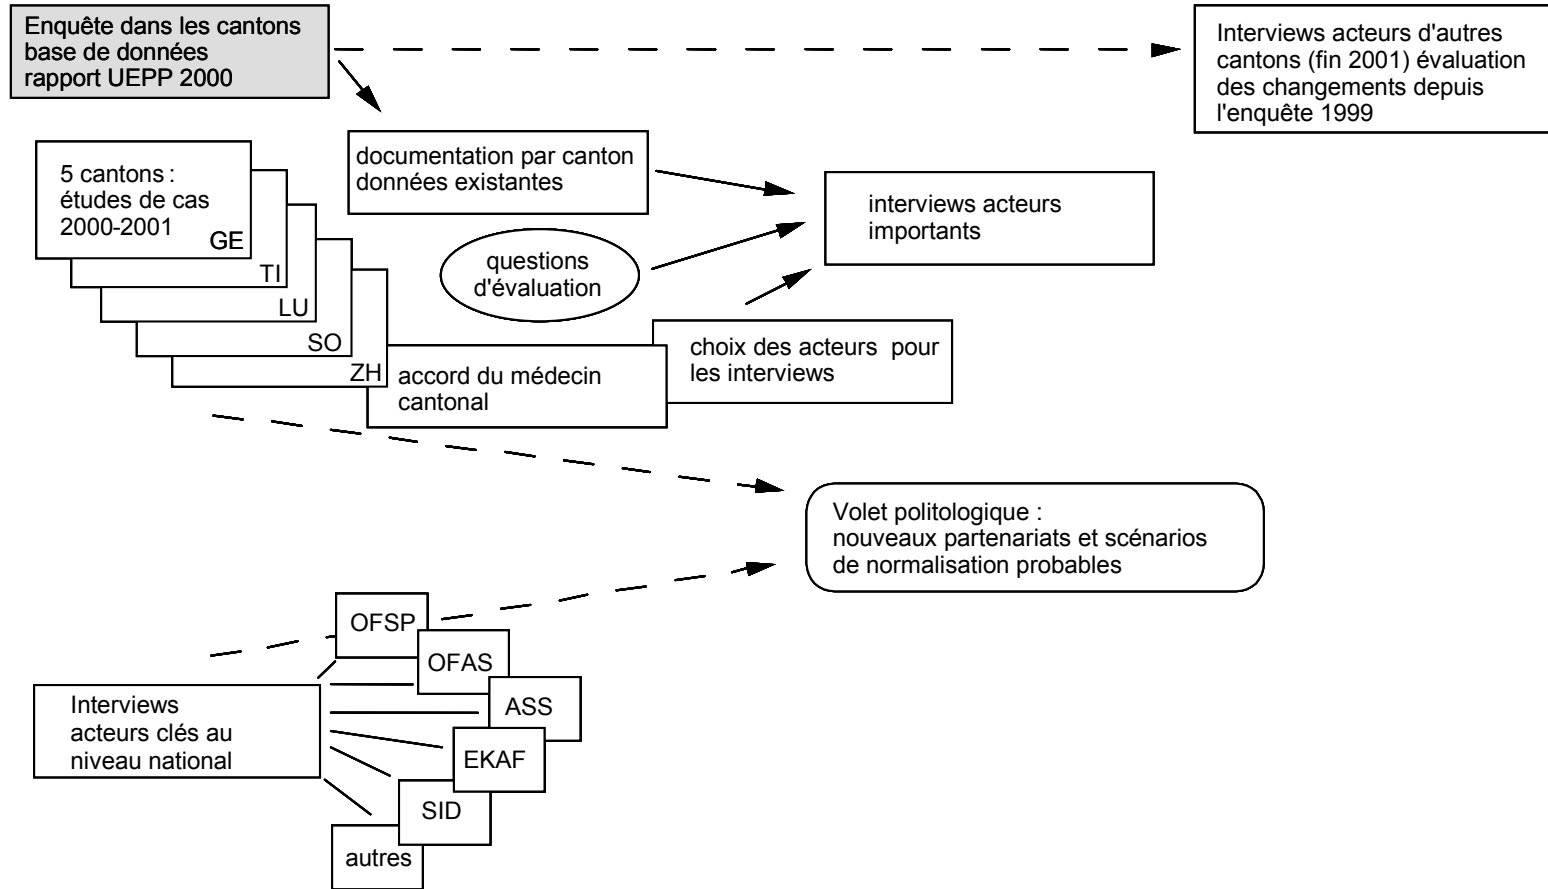 Enquête dans les cantons
base de données
rapport UEPP 2000
Interviews acteurs d'autres
cantons (fin 2001) évaluation
des changements depuis
l'enquête 1999
5 cantons :
études de cas
2000-2001
GE
TI
LU
SO
ZH
documentation par canton
données existantes
questions
d'évaluation
interviews acteurs
importants
accord du médecin
cantonal
choix des acteurs pour
les interviews
Volet politologique :
nouveaux partenariats et scénarios
de normalisation probables
Interviews
acteurs clés au
niveau national
OFSP
OFAS
ASS
EKAF
SID
autres